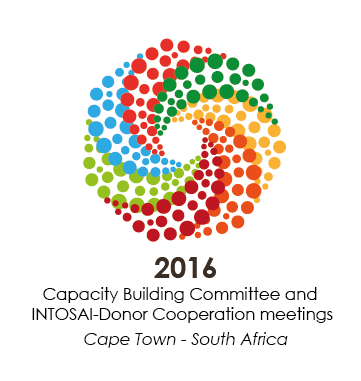 2016
Capacity Building Committee and
INTOSAI-Donor Cooperation meetings
Cape Town - South Africa